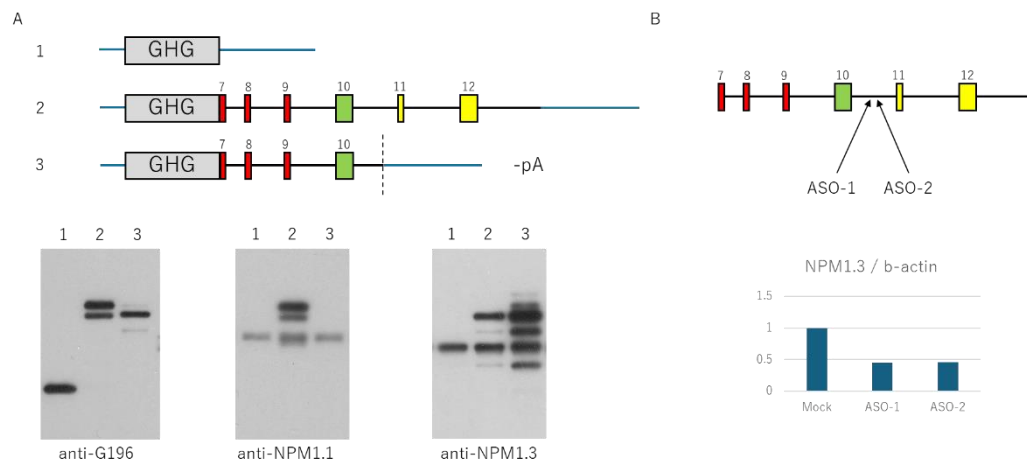 A
1 GHG
7 8 9 10 11 12
2 GHG
7 8 9 10
3 GHG -pA
1 2 3
anti-G196
1 2 3
anti-NPM1.1
1 2 3
anti-NPM1.3
B
7 8 9 10 11 12
ASO-1 ASO-2
NPM1.3 / b-actin
1.5
1
0.5
0
Mock ASO-1 ASO-2